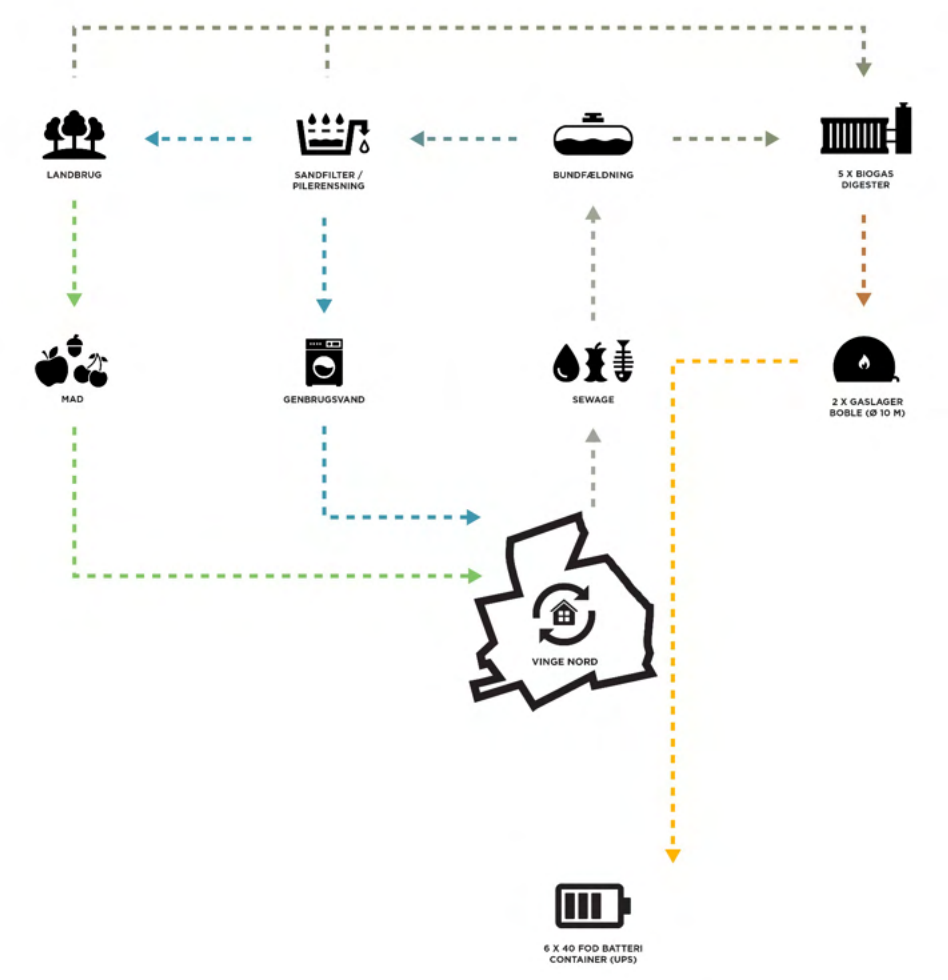 LANDBRUG
SANDFILTER /
PILERENSNING
BUNDFÆLDNING
5 X BIOGAS
DIGESTER
MAD
GENBRUGSVAND
SEWAGE
2 X GASLAGER
BOBLE (Ø 10 M)
VINGE NORD
6 X 40 FOD BATTERI
CONTAINER (UPS)